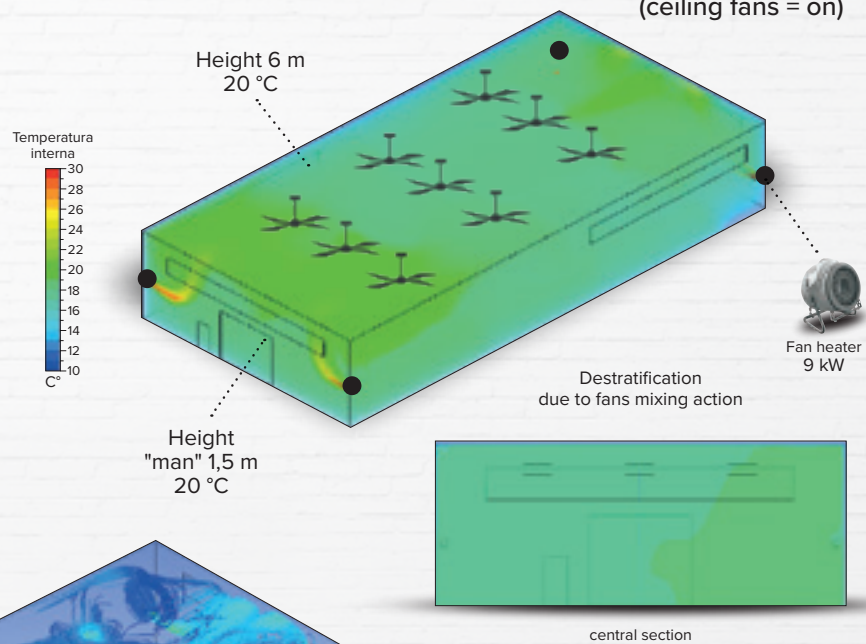 (ceiling fans = on)
Height 6 m
20 °C
Temperatura
interna
30
28
26
24
22
20
18
16
14
12
10
C°
Fan heater
9 kW
Destratification
due to fans mixing action
Height
"man" 1,5 m
20 °C
central section